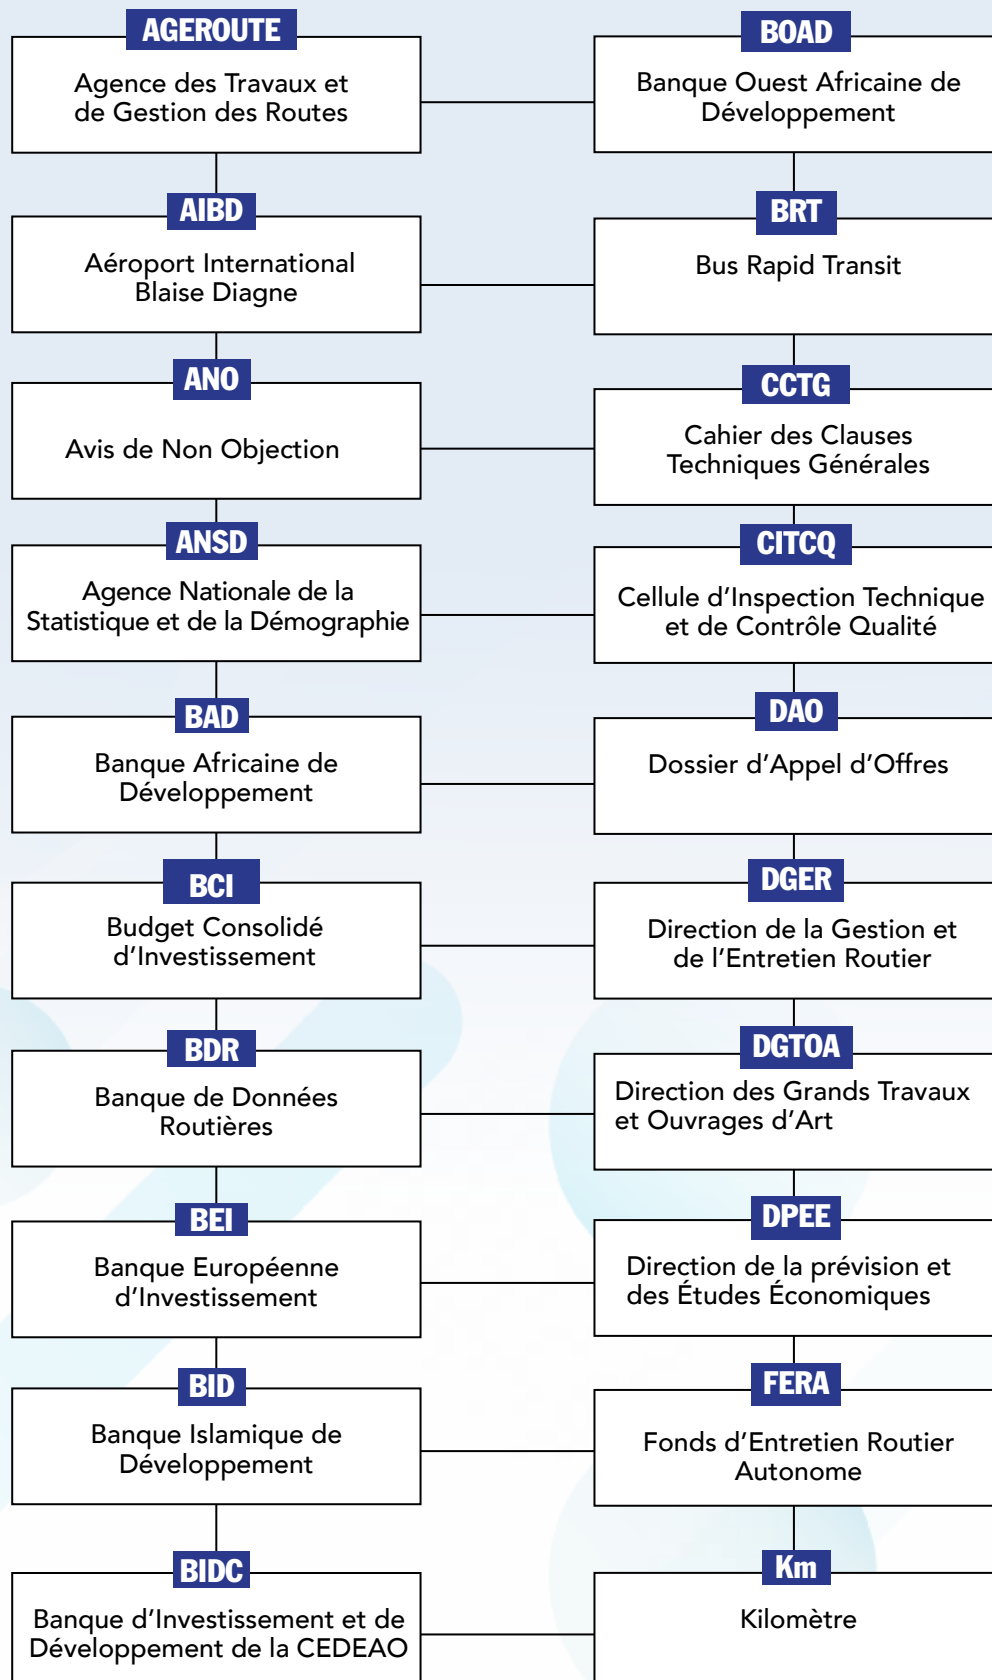 AGEROUTE
Agence des Travaux et
de Gestion des Routes
AIBD
Aéroport International
Blaise Diagne
ANO
Avis de Non Objection
ANSD
Agence Nationale de la
Statistique et de la Démographie
BAD
Banque Africaine de
Développement
BCI
Budget Consolidé
d'Investissement
BDR
Banque de Données
Routières
BEI
Banque Européenne
d'Investissement
BID
Banque Islamique de
Développement
BIDC
Banque d'Investissement et de
Développement de la CEDEAO
BOAD
Banque Ouest Africaine de
Développement
BRT
Bus Rapid Transit
CCTG
Cahier des Clauses
Techniques Générales
CITCQ
Cellule d'Inspection Technique
et de Contrôle Qualité
DAO
Dossier d'Appel d'Offres
DGER
Direction de la Gestion et
de l'Entretien Routier
DGTOA
Direction des Grands Travaux
et Ouvrages d'Art
DPEE
Direction de la prévision et
des Études Économiques
FERA
Fonds d'Entretien Routier
Autonome
Km
Kilomètre